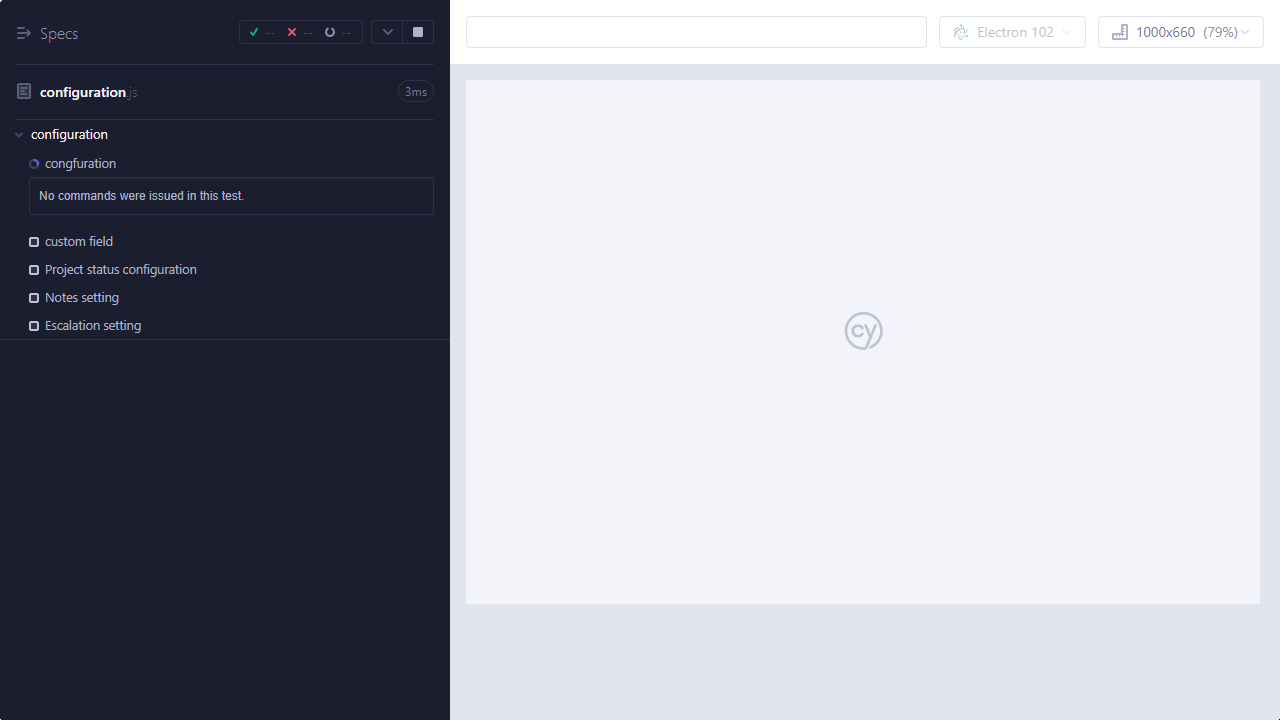 Specs
-- -- --
Electron 102
1000x660 (79%)
configuration.js
3ms
configuration
congfuration
No commands were issued in this test.
custom field
Project status configuration
Notes setting
Escalation setting
cy